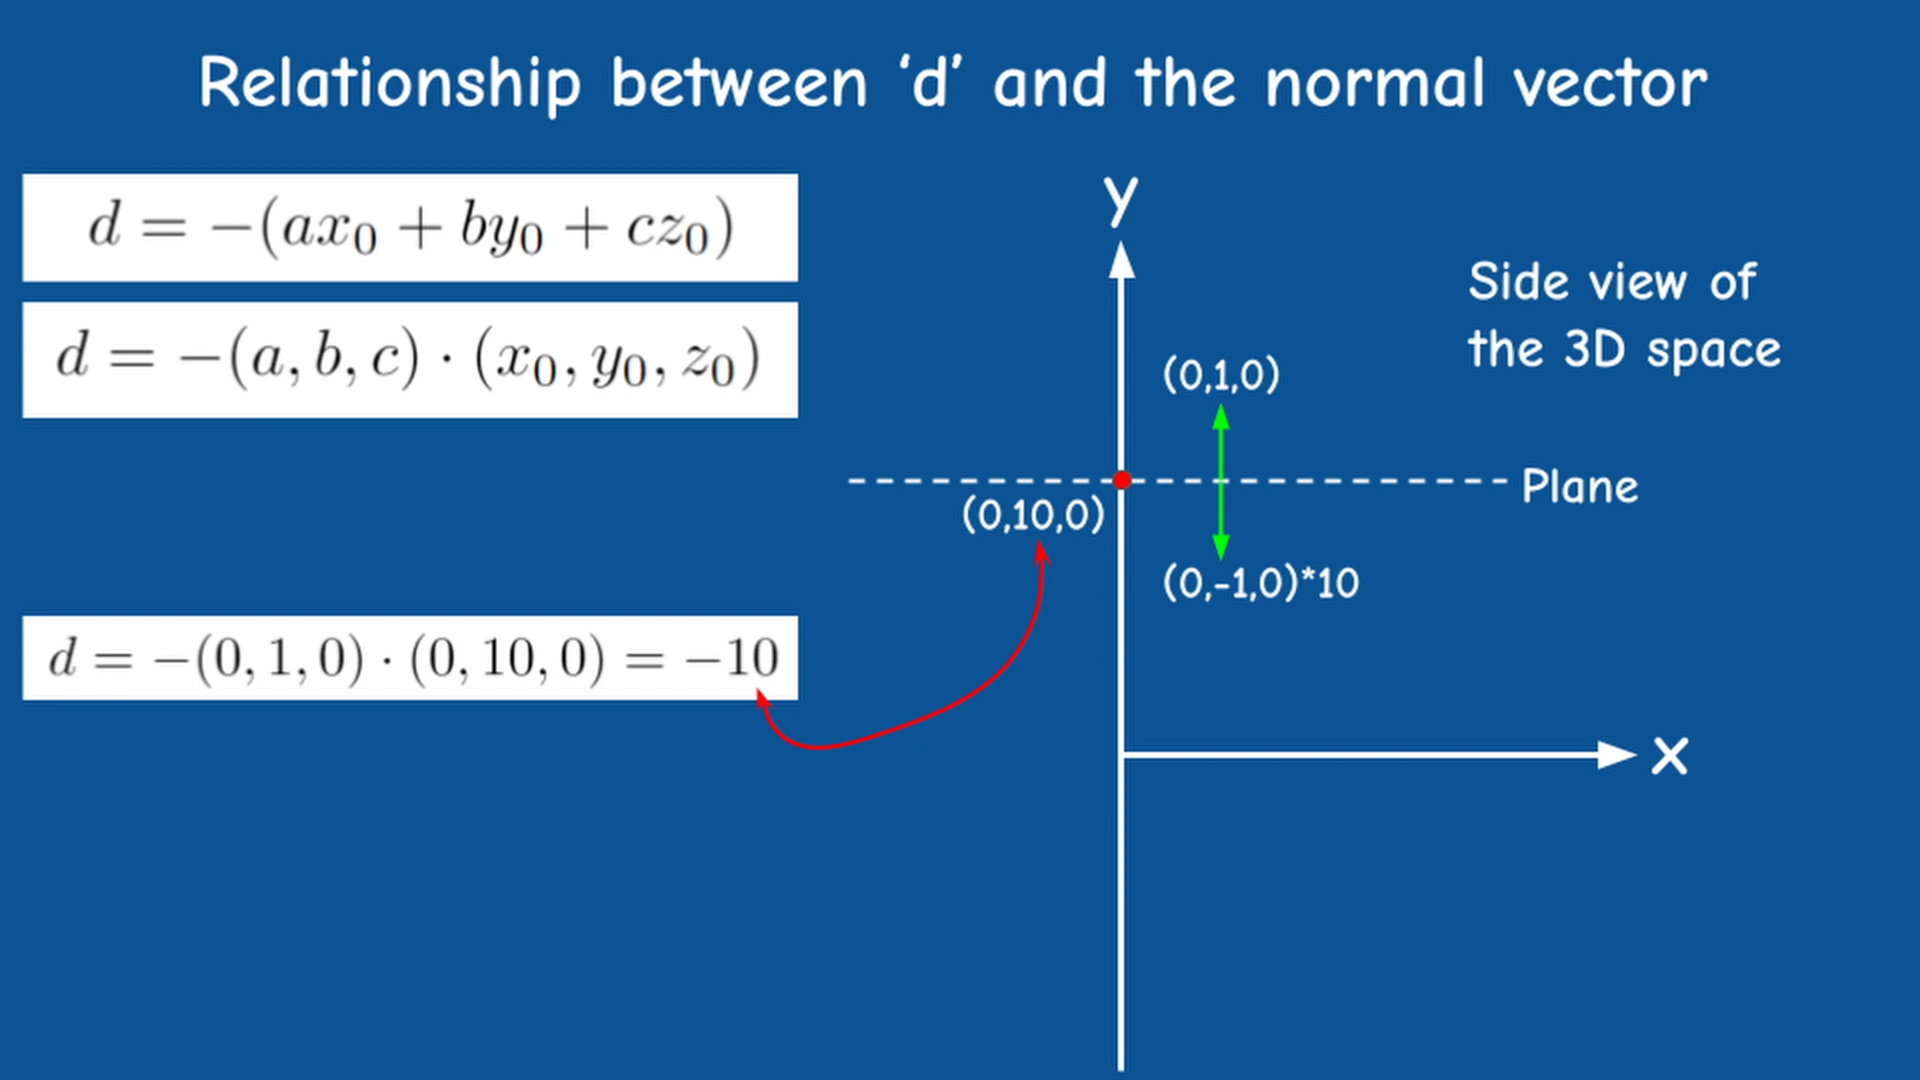 Relationship between ‘d’ and the normal vector
d = −(ax₀ + by₀ + cz₀)
d = −(a, b, c) · (x₀, y₀, z₀)
d = −(0, 1, 0) · (0, 10, 0) = −10
y
Side view of
the 3D space
(0,1,0)
Plane
(0,10,0)
(0,-1,0)*10
x